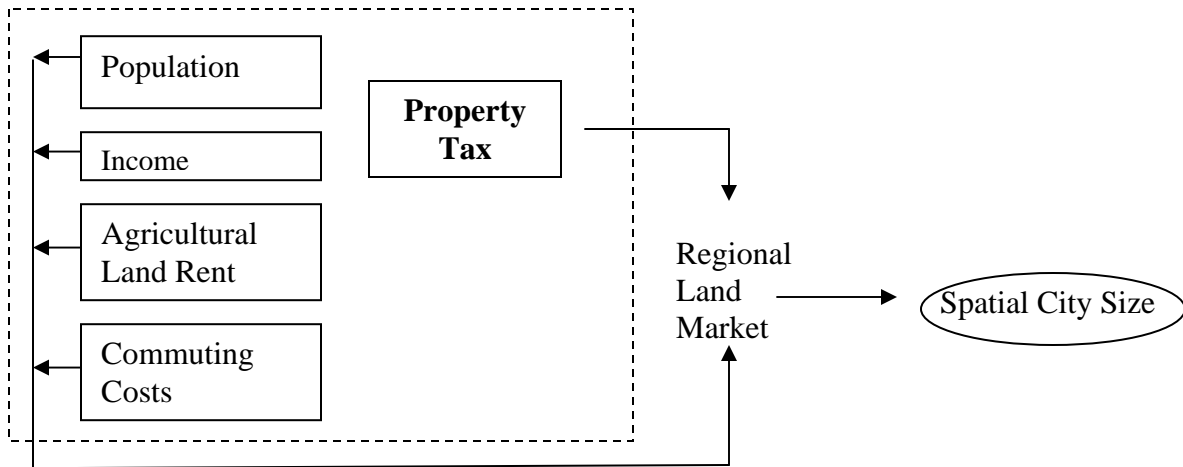 Population
Property
Tax
Income
Agricultural
Land Rent
Regional
Land
Market
Spatial City Size
Commuting
Costs